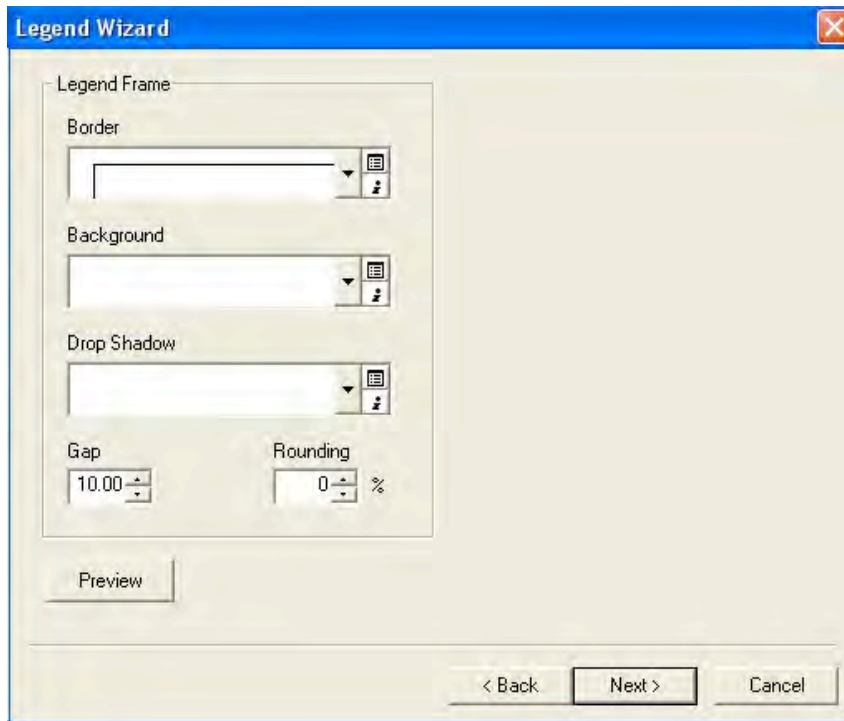 Legend Wizard
Legend Frame
Border
Background
Drop Shadow
Gap
Rounding
10.00
0 %
Preview
< Back
Next >
Cancel